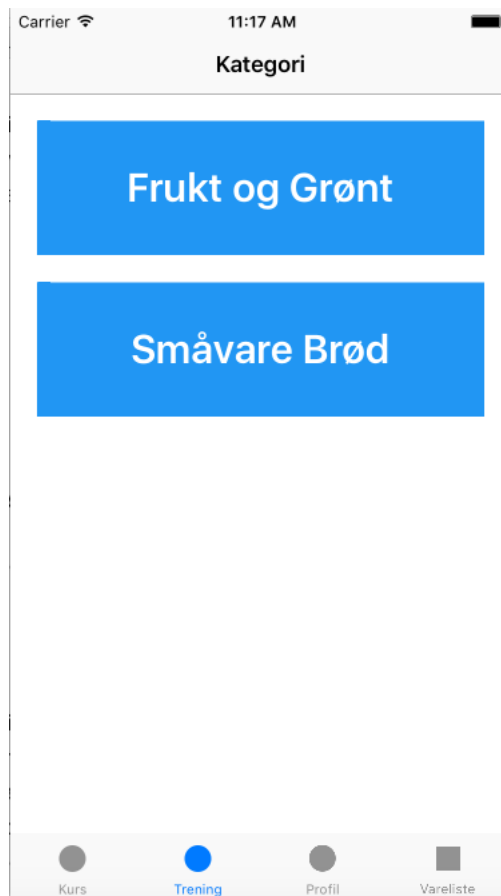 Carrier 11:17 AM
Kategori
Frukt og Grønt
Småvare Brød
Kurs Trening Profil Vareliste